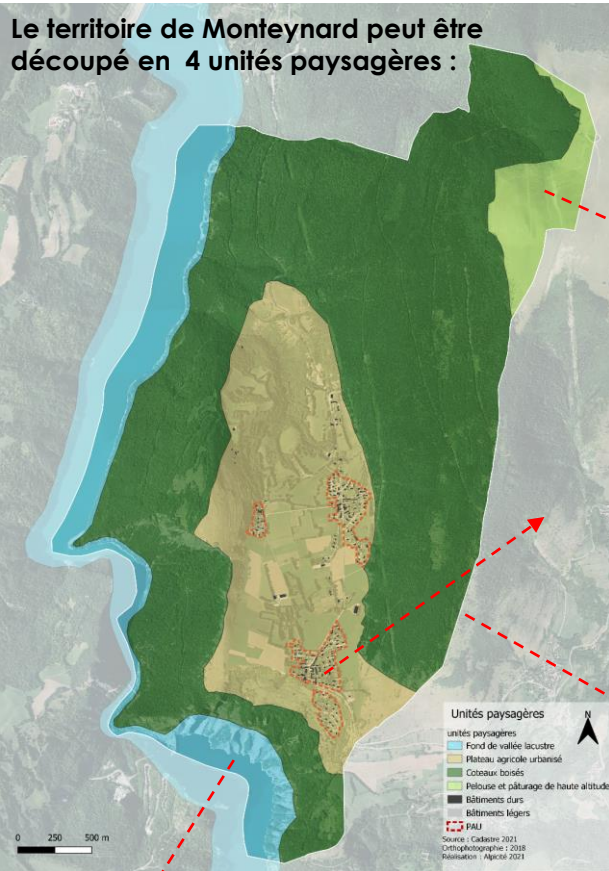 Le territoire de Monteynard peut être
découpé en 4 unités paysagères :
Unités paysagères
N
unités paysagères
Fond de vallée lacustre
Plateau agricole urbanisé
Coteaux boisés
Pelouse et pâturage de haute altitude
Bâtiments durs
Bâtiments légers
PAU
Source : Cadastre 2021
Orthophotographie : 2018
Réalisation : Alpicité 2021
0 250 500 m